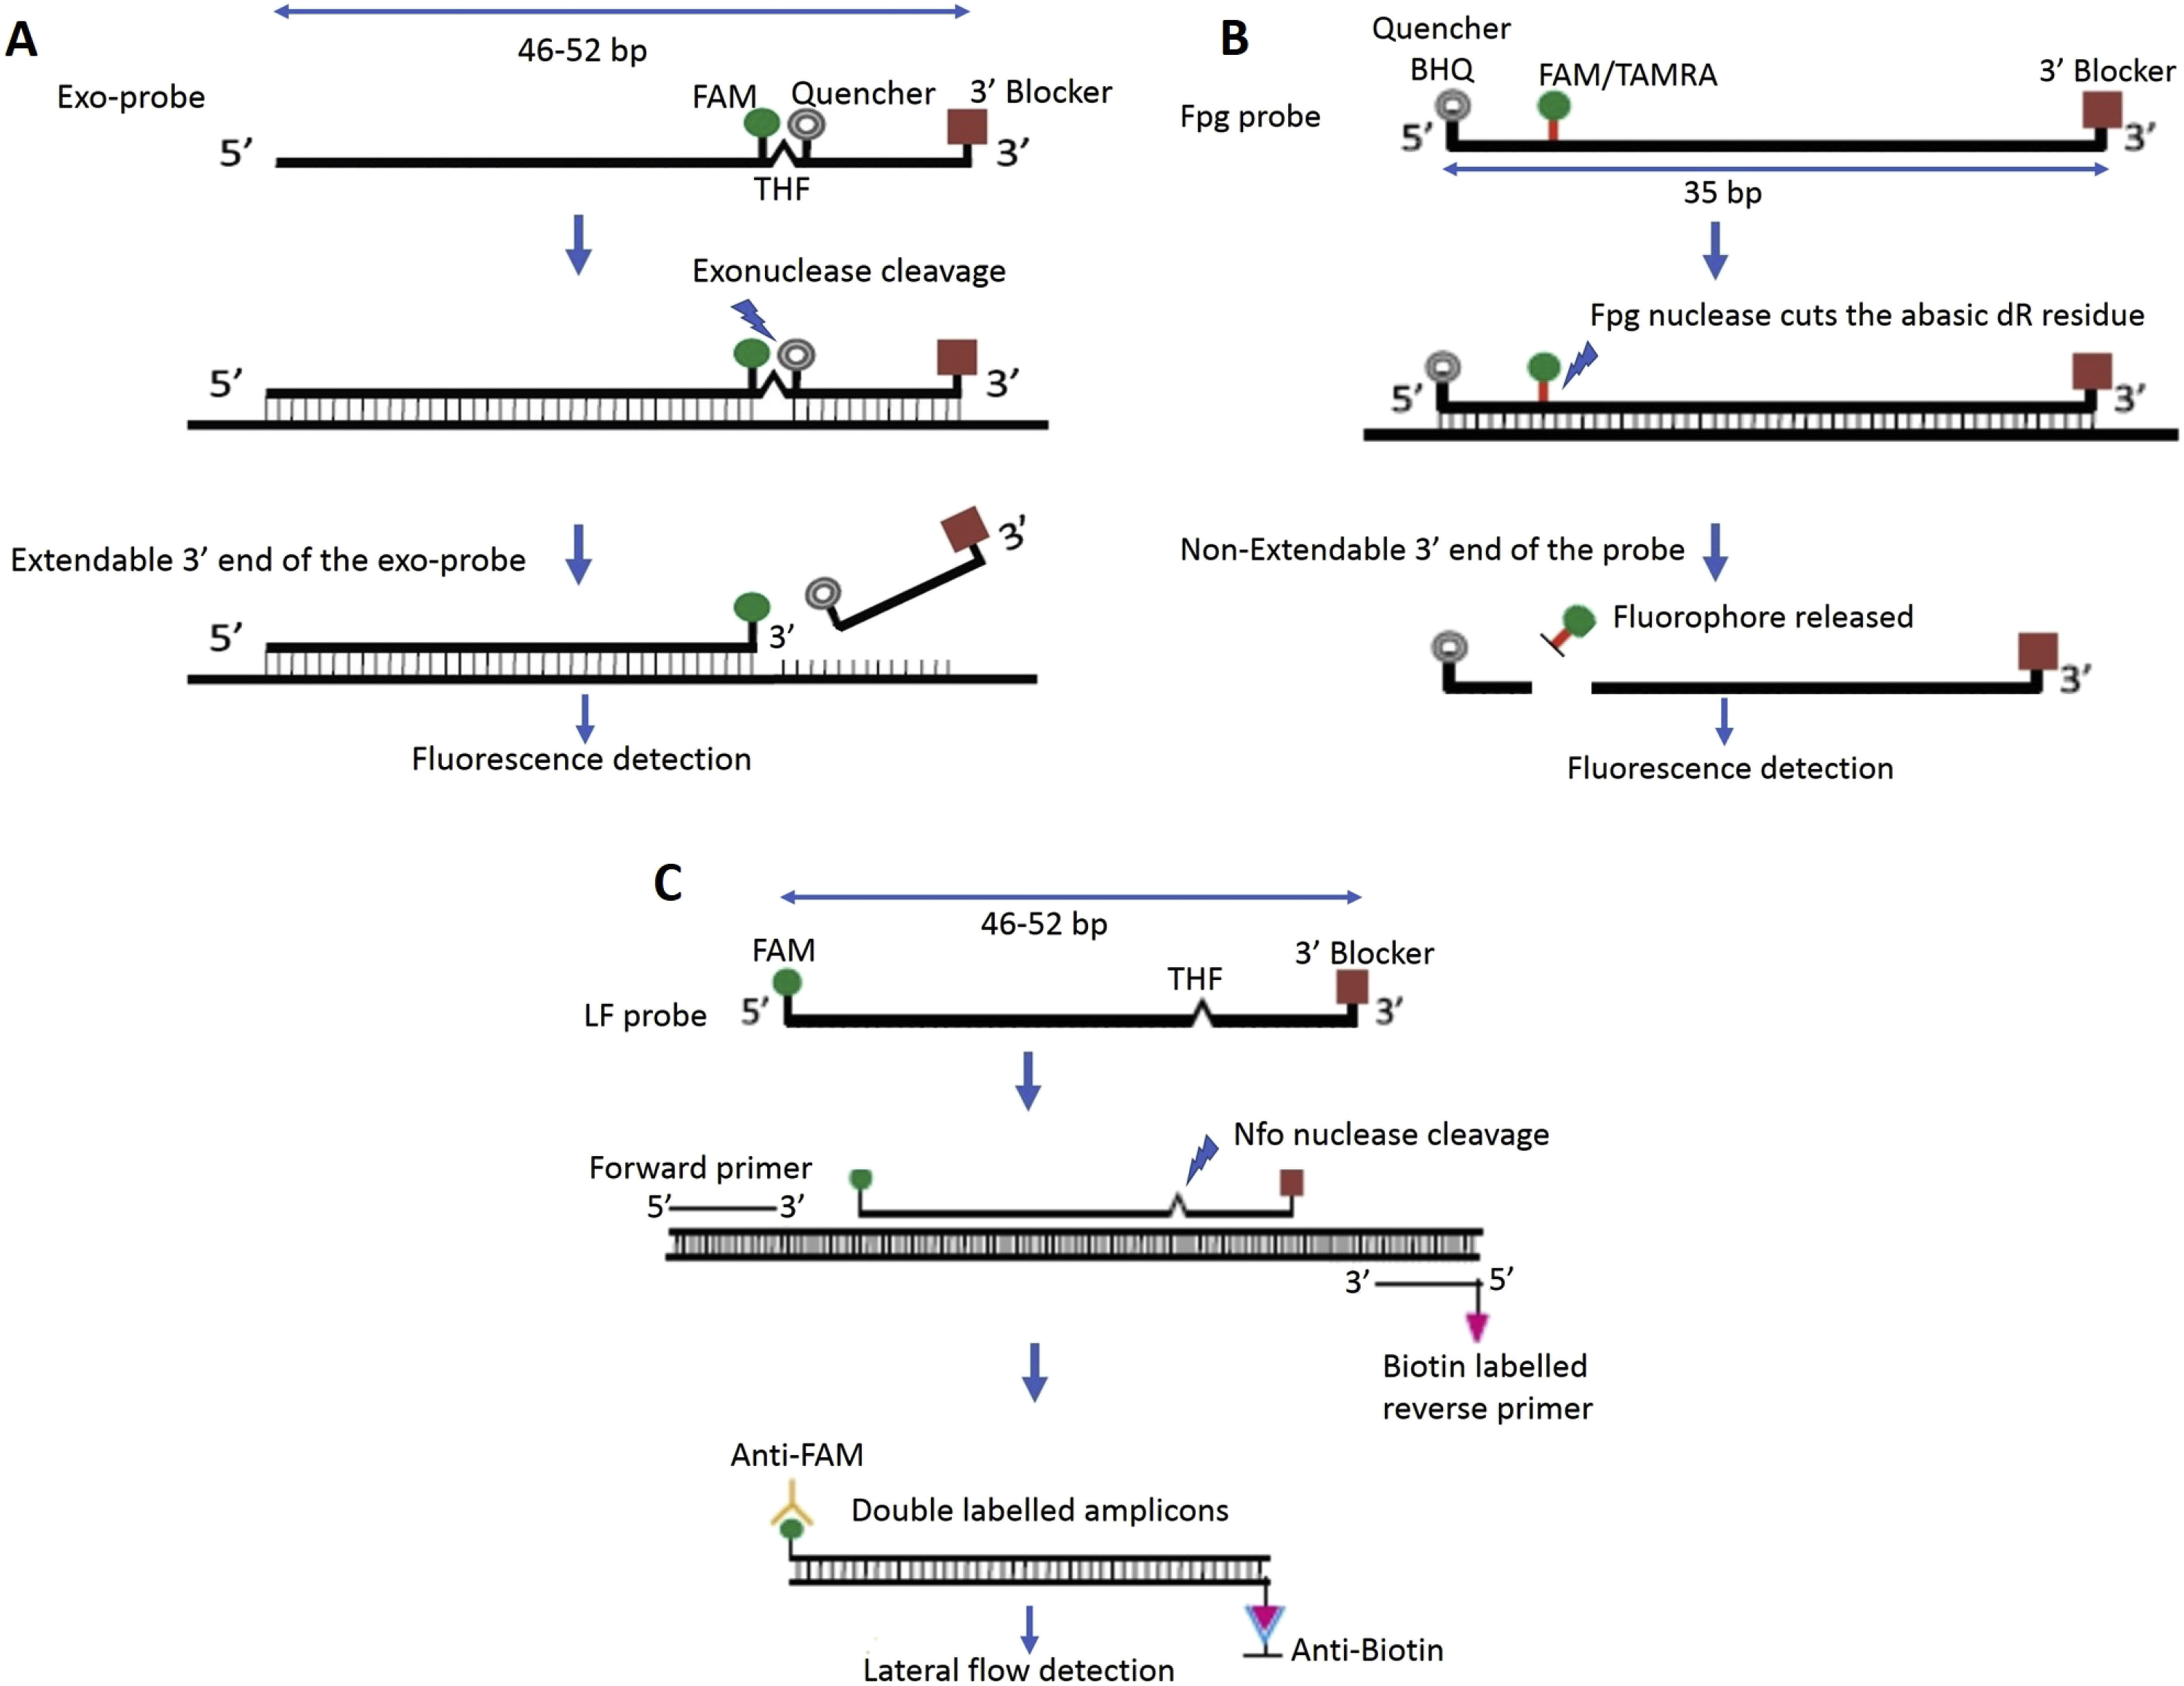 A
46-52 bp
Exo-probe
FAM
Quencher
3’ Blocker
5’
3’
THF
Exonuclease cleavage
5’
3’
Extendable 3’ end of the exo-probe
3’
5’
3’
Fluorescence detection
B
Quencher
BHQ
FAM/TAMRA
3’ Blocker
Fpg probe
5’
3’
35 bp
Fpg nuclease cuts the abasic dR residue
5’
3’
Non-Extendable 3’ end of the probe
Fluorophore released
3’
Fluorescence detection
C
46-52 bp
FAM
THF
3’ Blocker
LF probe
5’
3’
Nfo nuclease cleavage
Forward primer
5’
3’
3’
5’
Biotin labelled
reverse primer
Anti-FAM
Double labelled amplicons
Anti-Biotin
Lateral flow detection